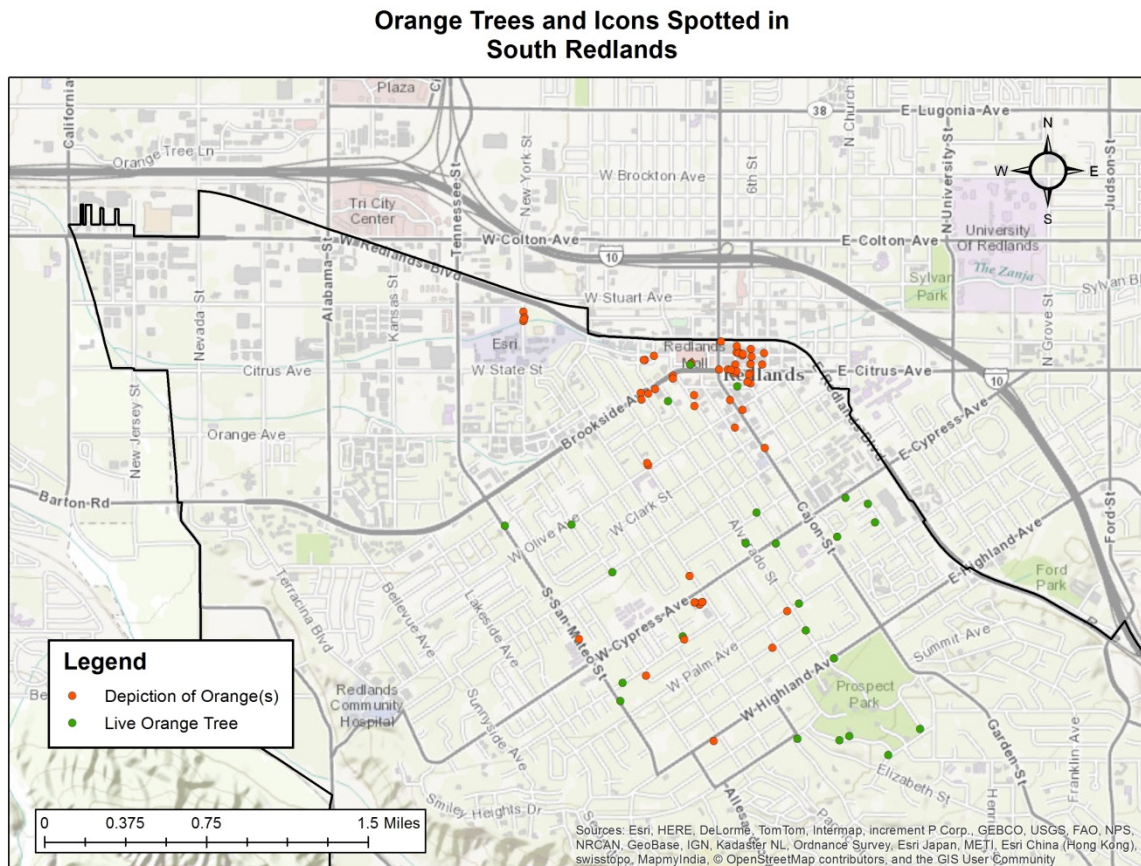 Orange Trees and Icons Spotted in
South Redlands
California
Plaza
38
E-Lugonia-Ave
N Church
Orange Tree Ln
New York St
W Brockton Ave
6th St
N-University-St
Judson-St
N
W
E
S
Tri City
Center
Tennessee-St
University
Of Redlands
W-Colton-Ave
E-Colton-Ave
10
The Zanja
W-Redlands-Blvd
Sylvan
Park
Alabama-St
Kansas St
Nevada St
W Stuart Ave
N Grove St
Esri
Redlands
Mall
Citrus Ave
W State St
Redlands
E-Citrus-Ave
10
New Jersey St
Orange Ave
Brookside-Ave
E-Cypress-Ave
Barton-Rd
W Clark St
Cajon-St
Ford-St
W Olive Ave
Alvarado St
E-Highland-Ave
Ford
Park
Terracina Blvd
Bellevue Ave
Lakeside Ave
S-San-Mateo-St
W-Cypress-Ave
Summit Ave
Legend
Depiction of Orange(s)
Live Orange Tree
W Palm Ave
W-Highland-Av
Prospect
Park
Redlands
Community
Hospital
Sunnyside Ave
Garden-St
Franklin Ave
Elizabeth St
Smiley Heights Dr
0 0.375 0.75 1.5 Miles
Sources: Esri, HERE, DeLorme, TomTom, Intermap, increment P Corp., GEBCO, USGS, FAO, NPS,
NRCAN, GeoBase, IGN, Kadaster NL, Ordnance Survey, Esri Japan, METI, Esri China (Hong Kong),
swisstopo, MapmyIndia, © OpenStreetMap contributors, and the GIS User Community